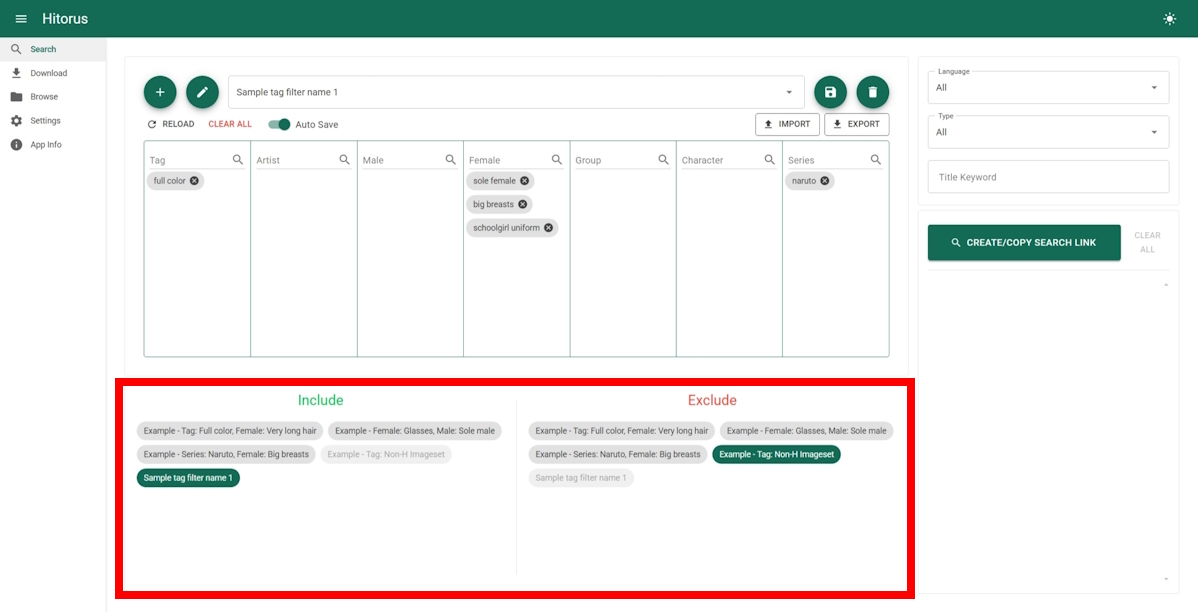 Hitorus
Search
Download
Browse
Settings
App Info
Sample tag filter name 1
RELOAD CLEAR ALL Auto Save IMPORT EXPORT
Tag Artist Male Female Group Character Series
full color sole female naruto
big breasts
schoolgirl uniform
Include
Example - Tag: Full color, Female: Very long hair Example - Female: Glasses, Male: Sole male
Example - Series: Naruto, Female: Big breasts Example - Tag: Non-H Imageset
Sample tag filter name 1
Exclude
Example - Tag: Full color, Female: Very long hair Example - Female: Glasses, Male: Sole male
Example - Series: Naruto, Female: Big breasts Example - Tag: Non-H Imageset
Sample tag filter name 1
Language
All
Type
All
Title Keyword
CREATE/COPY SEARCH LINK
CLEAR
ALL